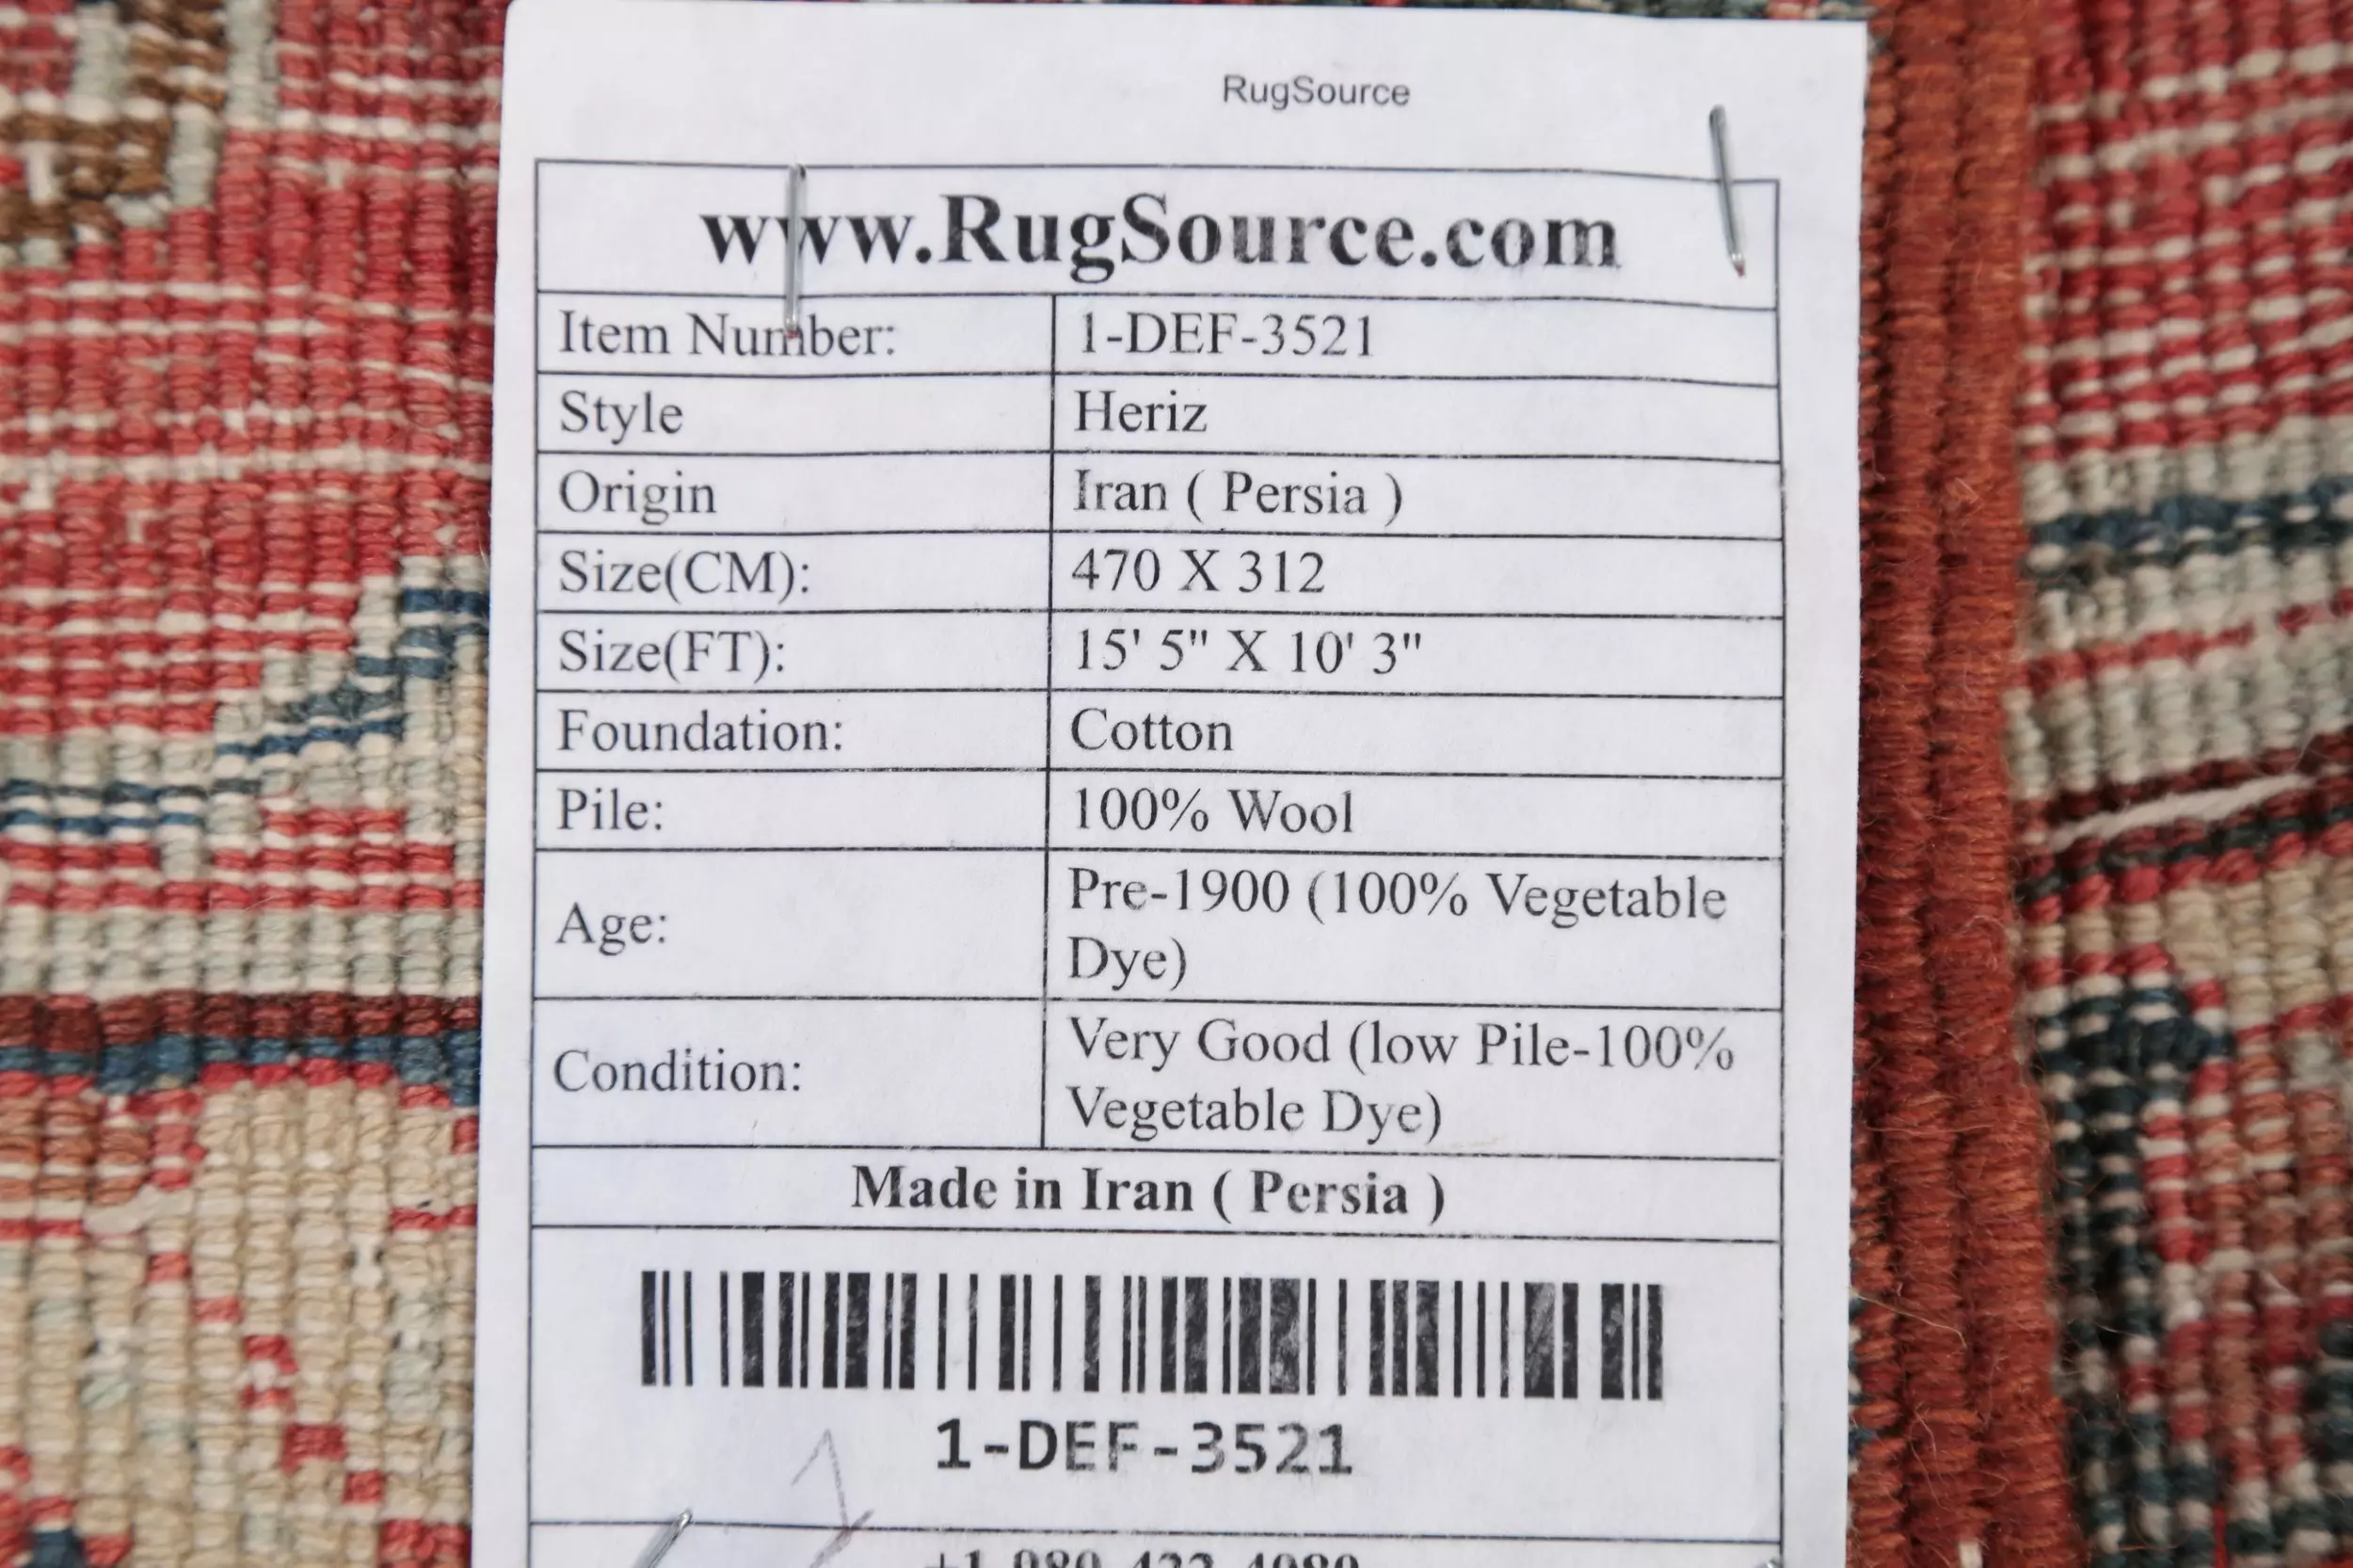 RugSource
www.RugSource.com
Item Number: 1-DEF-3521
Style Heriz
Origin Iran ( Persia )
Size(CM): 470 X 312
Size(FT): 15' 5" X 10' 3"
Foundation: Cotton
Pile: 100% Wool
Age: Pre-1900 (100% Vegetable
Dye)
Condition: Very Good (low Pile-100%
Vegetable Dye)
Made in Iran ( Persia )
1-DEF-3521